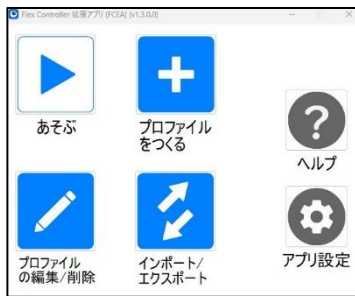 Flex Controller 拡張アプリ (FCEA) (v1.3.0.0)
あそぶ
プロファイル
をつくる
ヘルプ
プロファイル
の編集/削除
インポート/
エクスポート
アプリ設定